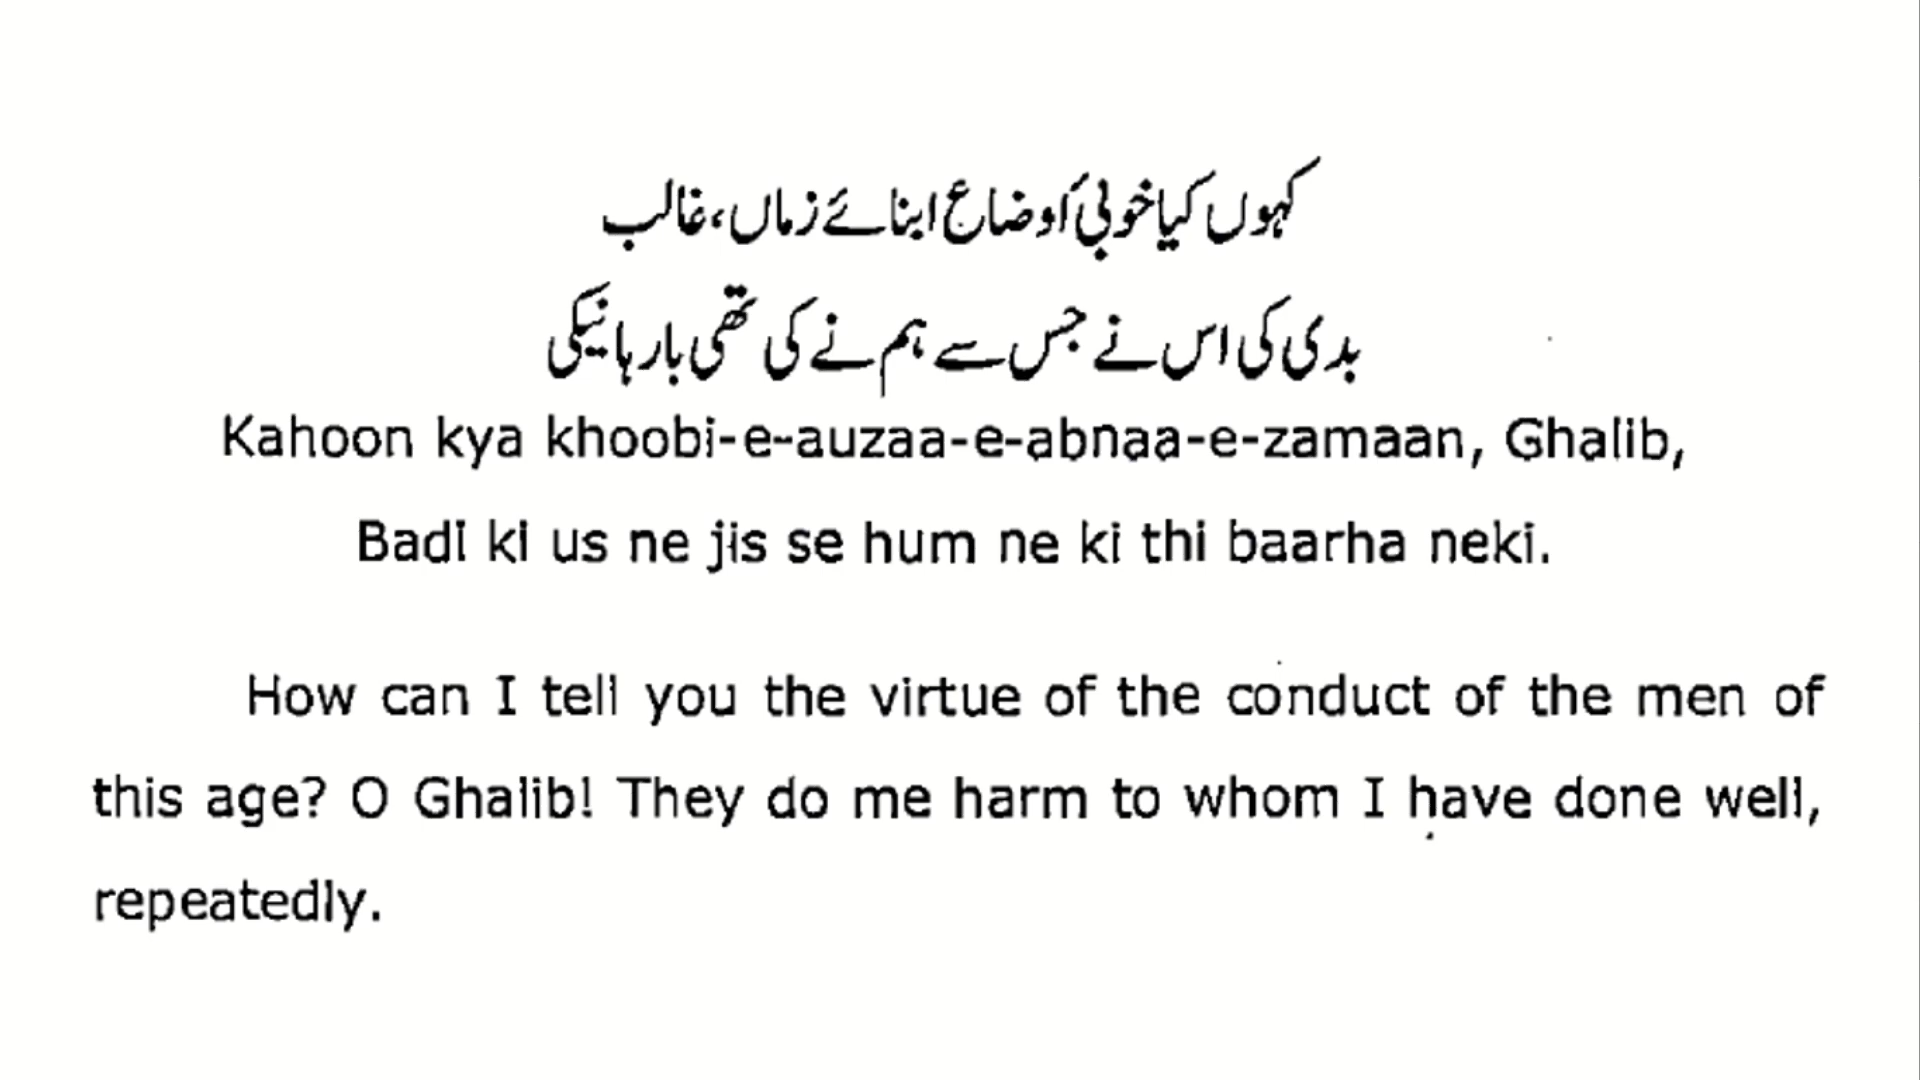 کہوں کیا خوبیٔ اَوضاعِ ابنائے زماں، غالب
بدی کی اس نے جس سے ہم نے کی تھی بارہا نیکی
Kahoon kya khoobi-e-auzaa-e-abnaa-e-zamaan, Ghalib,
Badi ki us ne jis se hum ne ki thi baarha neki.
How can I tell you the virtue of the conduct of the men of
this age? O Ghalib! They do me harm to whom I have done well,
repeatedly.